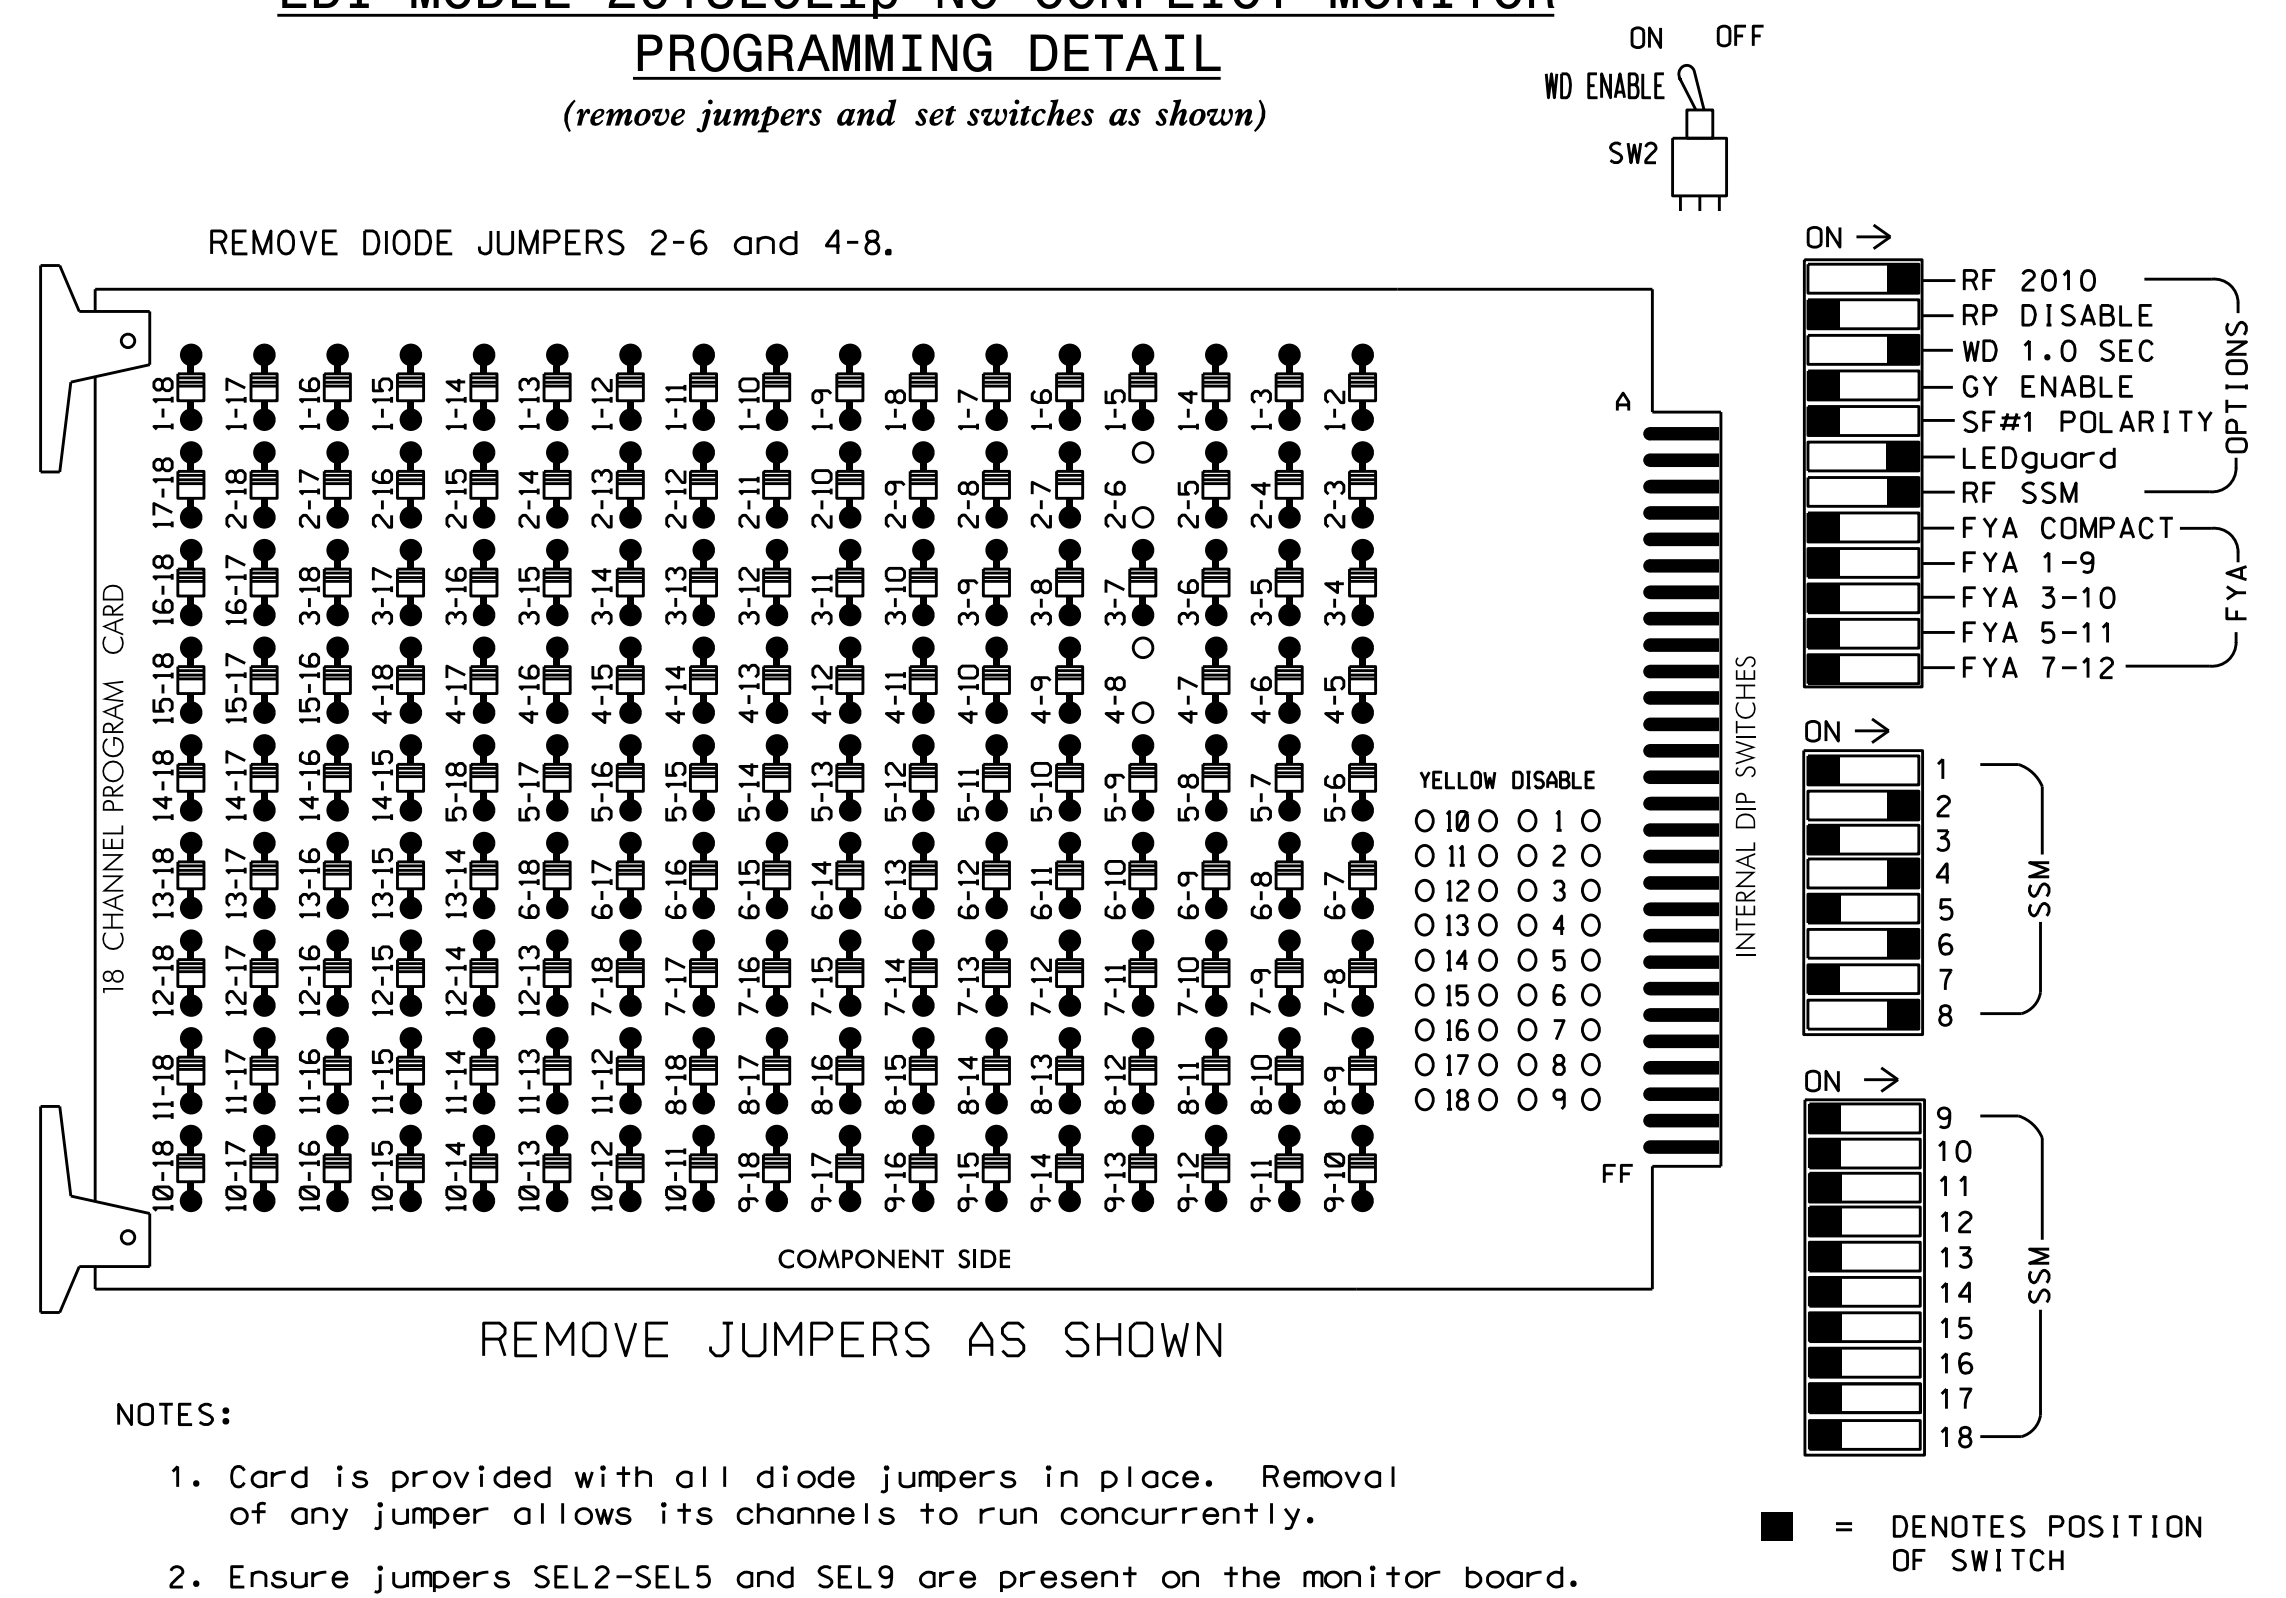 PROGRAMMING DETAIL
(remove jumpers and set switches as shown)
ON OFF
WD ENABLE
SW2
REMOVE DIODE JUMPERS 2-6 and 4-8.
18 CHANNEL PROGRAM CARD
1-18 1-17 1-16 1-15 1-14 1-13 1-12 1-11 1-10 1-9 1-8 1-7 1-6 1-5 1-4 1-3 1-2
17-18 2-18 2-17 2-16 2-15 2-14 2-13 2-12 2-11 2-10 2-9 2-8 2-7 2-6 2-5 2-4 2-3
16-18 16-17 3-18 3-17 3-16 3-15 3-14 3-13 3-12 3-11 3-10 3-9 3-8 3-7 3-6 3-5 3-4
15-18 15-17 15-16 4-18 4-17 4-16 4-15 4-14 4-13 4-12 4-11 4-10 4-9 4-8 4-7 4-6 4-5
14-18 14-17 14-16 14-15 5-18 5-17 5-16 5-15 5-14 5-13 5-12 5-11 5-10 5-9 5-8 5-7 5-6
13-18 13-17 13-16 13-15 13-14 6-18 6-17 6-16 6-15 6-14 6-13 6-12 6-11 6-10 6-9 6-8 6-7
12-18 12-17 12-16 12-15 12-14 12-13 7-18 7-17 7-16 7-15 7-14 7-13 7-12 7-11 7-10 7-9 7-8
11-18 11-17 11-16 11-15 11-14 11-13 11-12 8-18 8-17 8-16 8-15 8-14 8-13 8-12 8-11 8-10 8-9
10-18 10-17 10-16 10-15 10-14 10-13 10-12 10-11 9-18 9-17 9-16 9-15 9-14 9-13 9-12 9-11 9-10
A
YELLOW DISABLE
10 1
11 2
12 3
13 4
14 5
15 6
16 7
17 8
18 9
FF
COMPONENT SIDE
INTERNAL DIP SWITCHES
ON
RF 2010
RP DISABLE
WD 1.0 SEC
GY ENABLE
SF#1 POLARITY
LEDguard
RF SSM
OPTIONS
FYA COMPACT
FYA 1-9
FYA 3-10
FYA 5-11
FYA 7-12
FYA
ON
1
2
3
4
5
6
7
8
SSM
ON
9
10
11
12
13
14
15
16
17
18
SSM
REMOVE JUMPERS AS SHOWN
NOTES:
1. Card is provided with all diode jumpers in place. Removal
of any jumper allows its channels to run concurrently.
2. Ensure jumpers SEL2-SEL5 and SEL9 are present on the monitor board.
= DENOTES POSITION
OF SWITCH